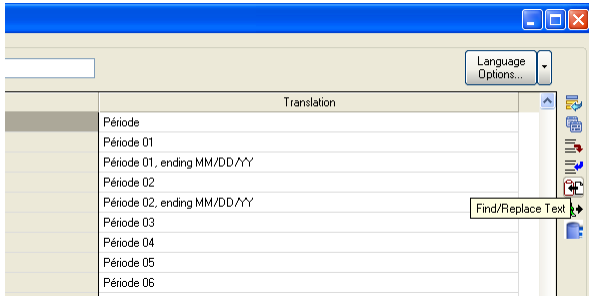 Language
Options...
Translation
Période
Période 01
Période 01, ending MM/DD/YY
Période 02
Période 02, ending MM/DD/YY
Find/Replace Text
Période 03
Période 04
Période 05
Période 06